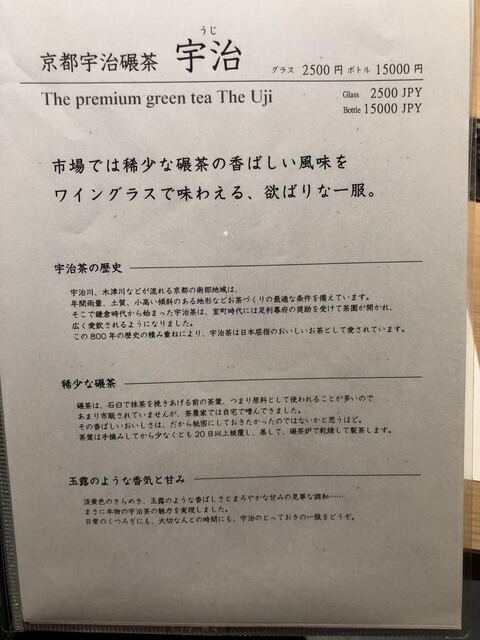 うじ
京都宇治碾茶 宇治 グラス 2500円 ボトル 15000円
The premium green tea The Uji Glass 2500 JPY
Bottle 15000 JPY
市場では稀少な碾茶の香ばしい風味を
ワイングラスで味わえる、欲ばりな一服。
宇治茶の歴史
宇治川、木津川などが流れる京都の南部地域は、
年間雨量、土質、小高い傾斜のある地形などお茶づくりの最適な条件を備えています。
そこで鎌倉時代から始まった宇治茶は、室町時代には足利幕府の奨励を受けて茶園が開かれ、
広く愛飲されるようになりました。
この800年の歴史の積み重ねにより、宇治茶は日本屈指のおいしいお茶として愛されています。
稀少な碾茶
碾茶は、石臼で抹茶を挽きあげる前の茶葉、つまり原料として使われることが多いので
あまり市販されていませんが、茶農家では自宅で嗜んできました。
その香ばしいおいしさは、だから秘密にしておきたかったのではないかと思うほど。
茶葉は手摘みしてから少なくとも20日以上被覆し、蒸して、碾茶炉で乾燥して製茶します。
玉露のような香気と甘み
淡黄色のきらめき、玉露のような香ばしさとまろやかな甘みの見事な調和……
まさに本物の宇治茶の魅力を実現しました。
日常のくつろぎにも、大切なひとの時間にも、宇治のとっておきの一服をどうぞ。